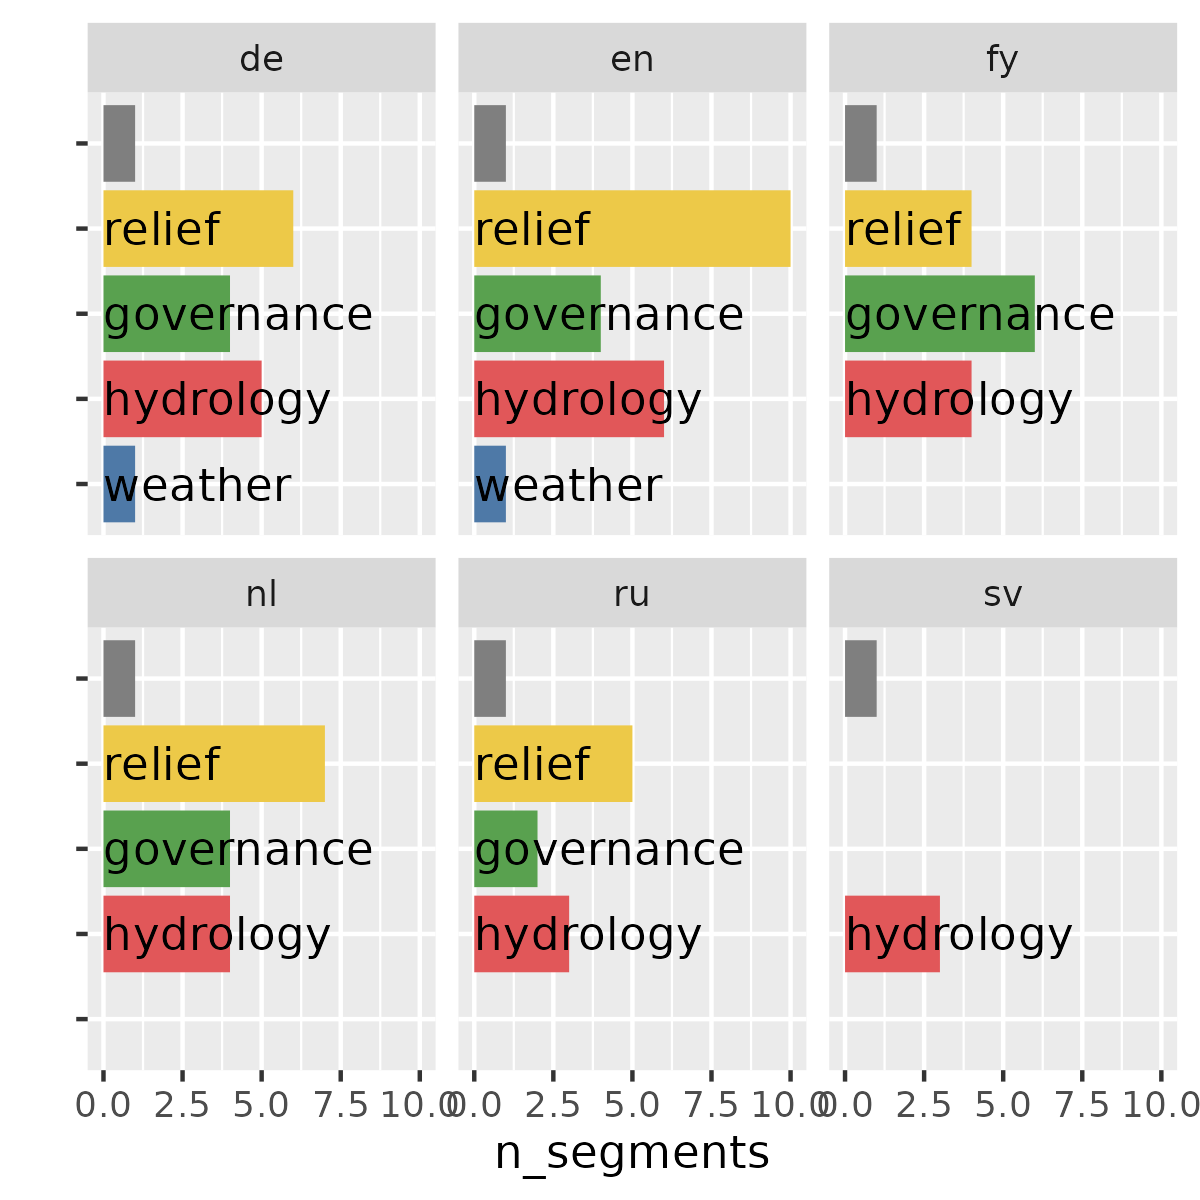 de en fy
relief relief relief
governance governance governance
hydrology hydrology hydrology
weather weather
nl ru sv
relief relief
governance governance
hydrology hydrology hydrology
0.0 2.5 5.0 7.5 10.0 0.0 2.5 5.0 7.5 10.0 0.0 2.5 5.0 7.5 10.0
n_segments